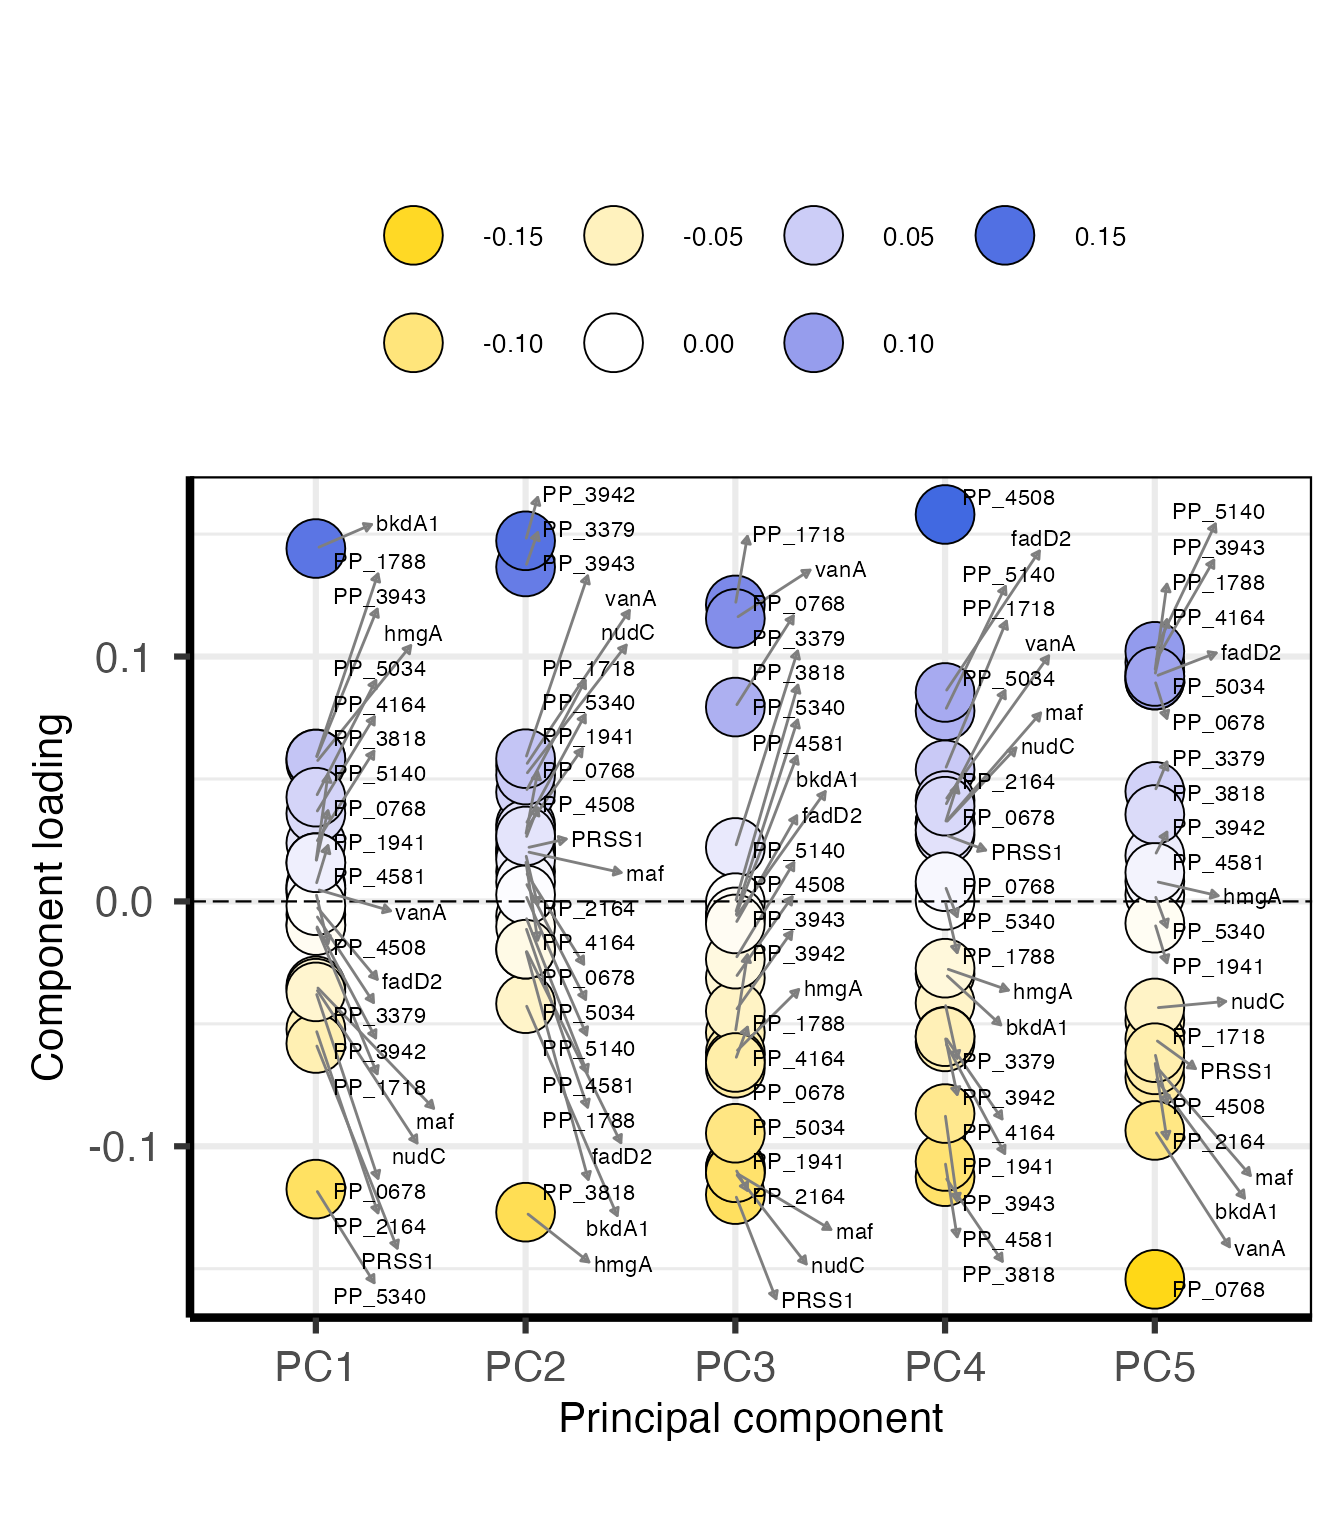 -0.15
-0.05
0.05
0.15
-0.10
0.00
0.10
Component loading
0.1
0.0
-0.1
bkdA1
PP_1788
PP_3943
hmgA
PP_5034
PP_4164
PP_3818
PP_5140
PP_0768
PP_1941
PP_4581
vanA
PP_4508
fadD2
PP_3379
PP_3942
PP_1718
maf
nudC
PP_0678
PP_2164
PRSS1
PP_5340
PP_3942
PP_3379
PP_3943
vanA
nudC
PP_1718
PP_5340
PP_1941
PP_0768
PP_4508
PRSS1
maf
PP_2164
PP_4164
PP_0678
PP_5034
PP_5140
PP_4581
PP_1788
fadD2
PP_3818
bkdA1
hmgA
PP_1718
vanA
PP_0768
PP_3379
PP_3818
PP_5340
PP_4581
bkdA1
fadD2
PP_5140
PP_4508
PP_3943
PP_3942
hmgA
PP_1788
PP_4164
PP_0678
PP_5034
PP_1941
PP_2164
maf
nudC
PRSS1
PP_4508
fadD2
PP_5140
PP_1718
vanA
PP_5034
maf
nudC
PP_2164
PP_0678
PRSS1
PP_0768
PP_5340
PP_1788
hmgA
bkdA1
PP_3379
PP_3942
PP_4164
PP_1941
PP_3943
PP_4581
PP_3818
PP_5140
PP_3943
PP_1788
PP_4164
fadD2
PP_5034
PP_0678
PP_3379
PP_3818
PP_3942
PP_4581
hmgA
PP_5340
PP_1941
nudC
PP_1718
PRSS1
PP_4508
PP_2164
maf
bkdA1
vanA
PP_0768
PC1
PC2
PC3
PC4
PC5
Principal component